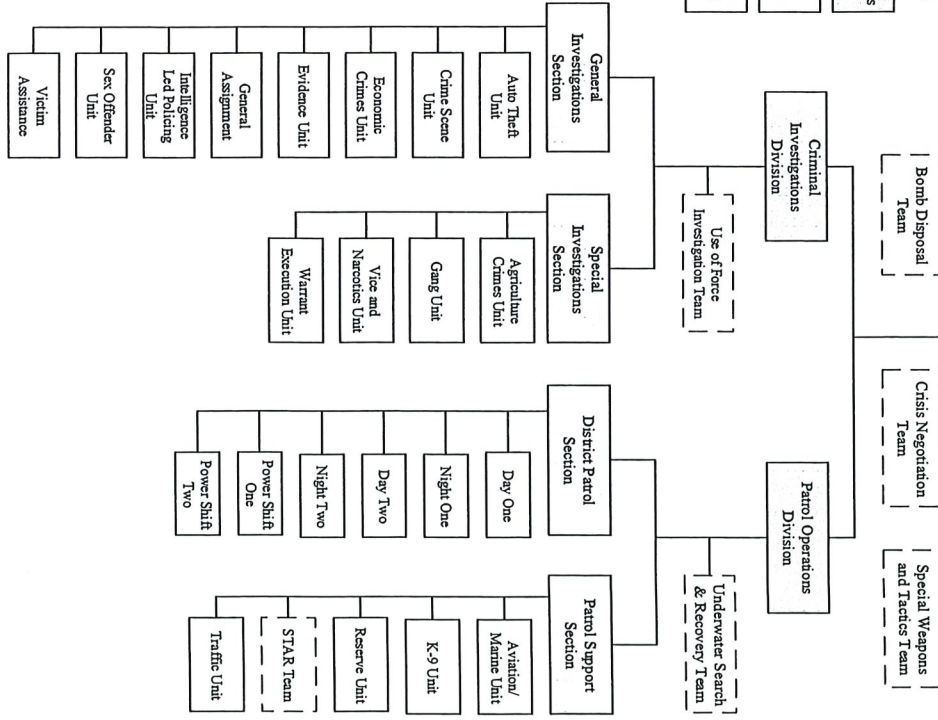 s
Bomb Disposal
Team
Crisis Negotiation
Team
Special Weapons
and Tactics Team
Criminal
Investigations
Division
Patrol Operations
Division
Use of Force
Investigation Team
Underwater Search
& Recovery Team
General
Investigations
Section
Auto Theft
Unit
Crime Scene
Unit
Economic
Crimes Unit
Evidence Unit
General
Assignment
Intelligence
Led Policing
Unit
Sex Offender
Unit
Victim
Assistance
Special
Investigations
Section
Agriculture
Crimes Unit
Gang Unit
Vice and
Narcotics Unit
Warrant
Execution Unit
District Patrol
Section
Day One
Night One
Day Two
Night Two
Power Shift
One
Power Shift
Two
Patrol Support
Section
Aviation/
Marine Unit
K-9 Unit
Reserve Unit
STAR Team
Traffic Unit